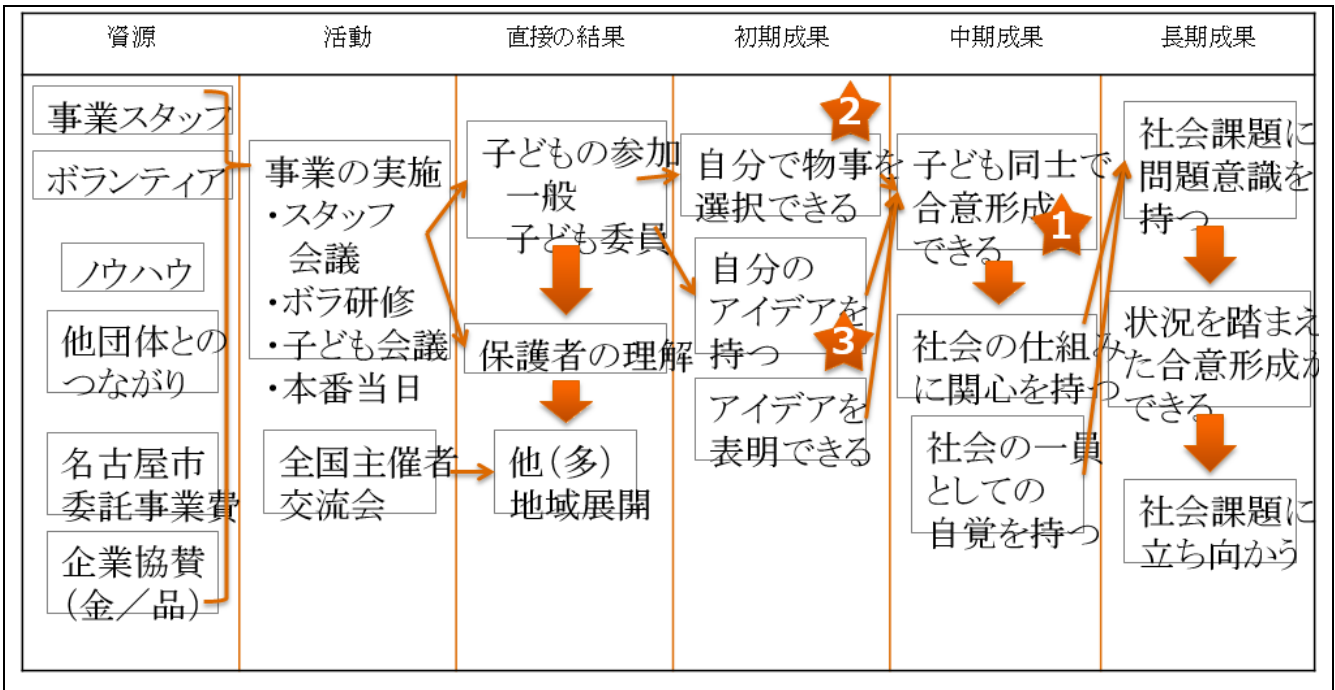 資源
活動
直接の結果
初期成果
中期成果
長期成果
事業スタッフ
ボランティア
ノウハウ
他団体との
つながり
名古屋市
委託事業費
企業協賛
(金／品)
事業の実施
・スタッフ
会議
・ボラ研修
・子ども会議
・本番当日
全国主催者
交流会
子どもの参加
一般
子ども委員
保護者の理解
他(多)
地域展開
2
自分で物事を
選択できる
自分の
アイデアを
持つ
3
アイデアを
表明できる
子ども同士で
合意形成
できる
1
社会の仕組み
に関心を持つ
社会の一員
としての
自覚を持つ
社会課題に
問題意識を
持つ
状況を踏まえ
た合意形成が
できる
社会課題に
立ち向かう